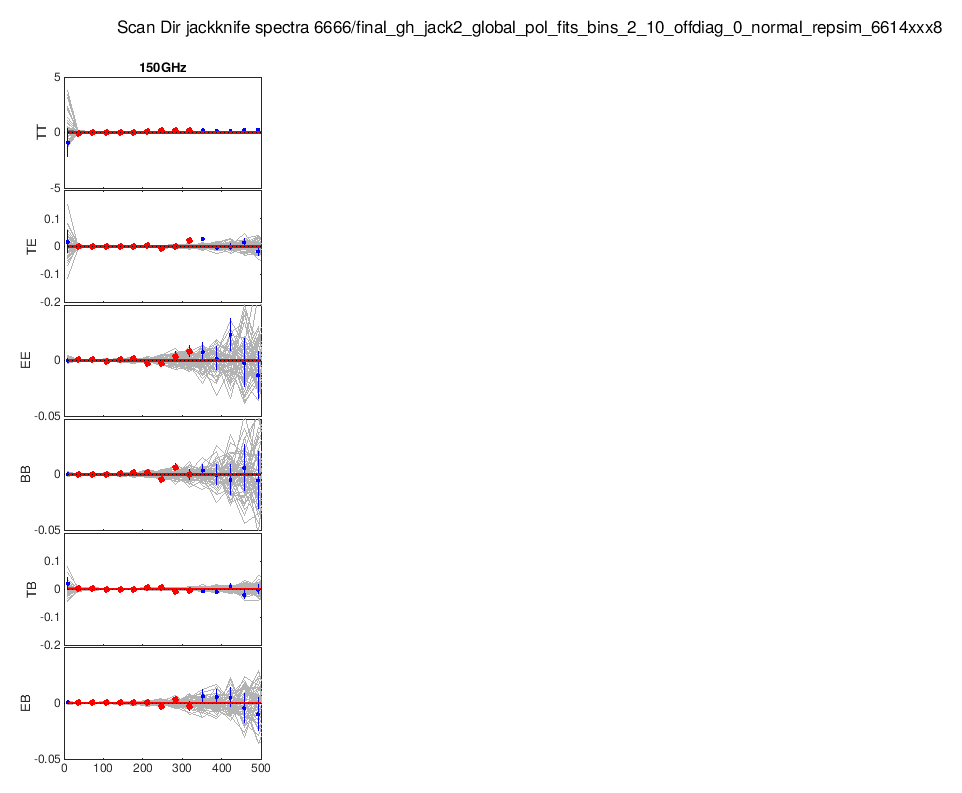 Scan Dir jackknife spectra 6666/final_gh_jack2_global_pol_fits_bins_2_10_offdiag_0_normal_repsim_6614xxx8
150GHz
5
TT
0
-5
0.1
TE
0
-0.1
-0.2
EE
0
-0.05
BB
0
-0.05
0.1
TB
0
-0.1
-0.2
EB
0
-0.05
0 100 200 300 400 500